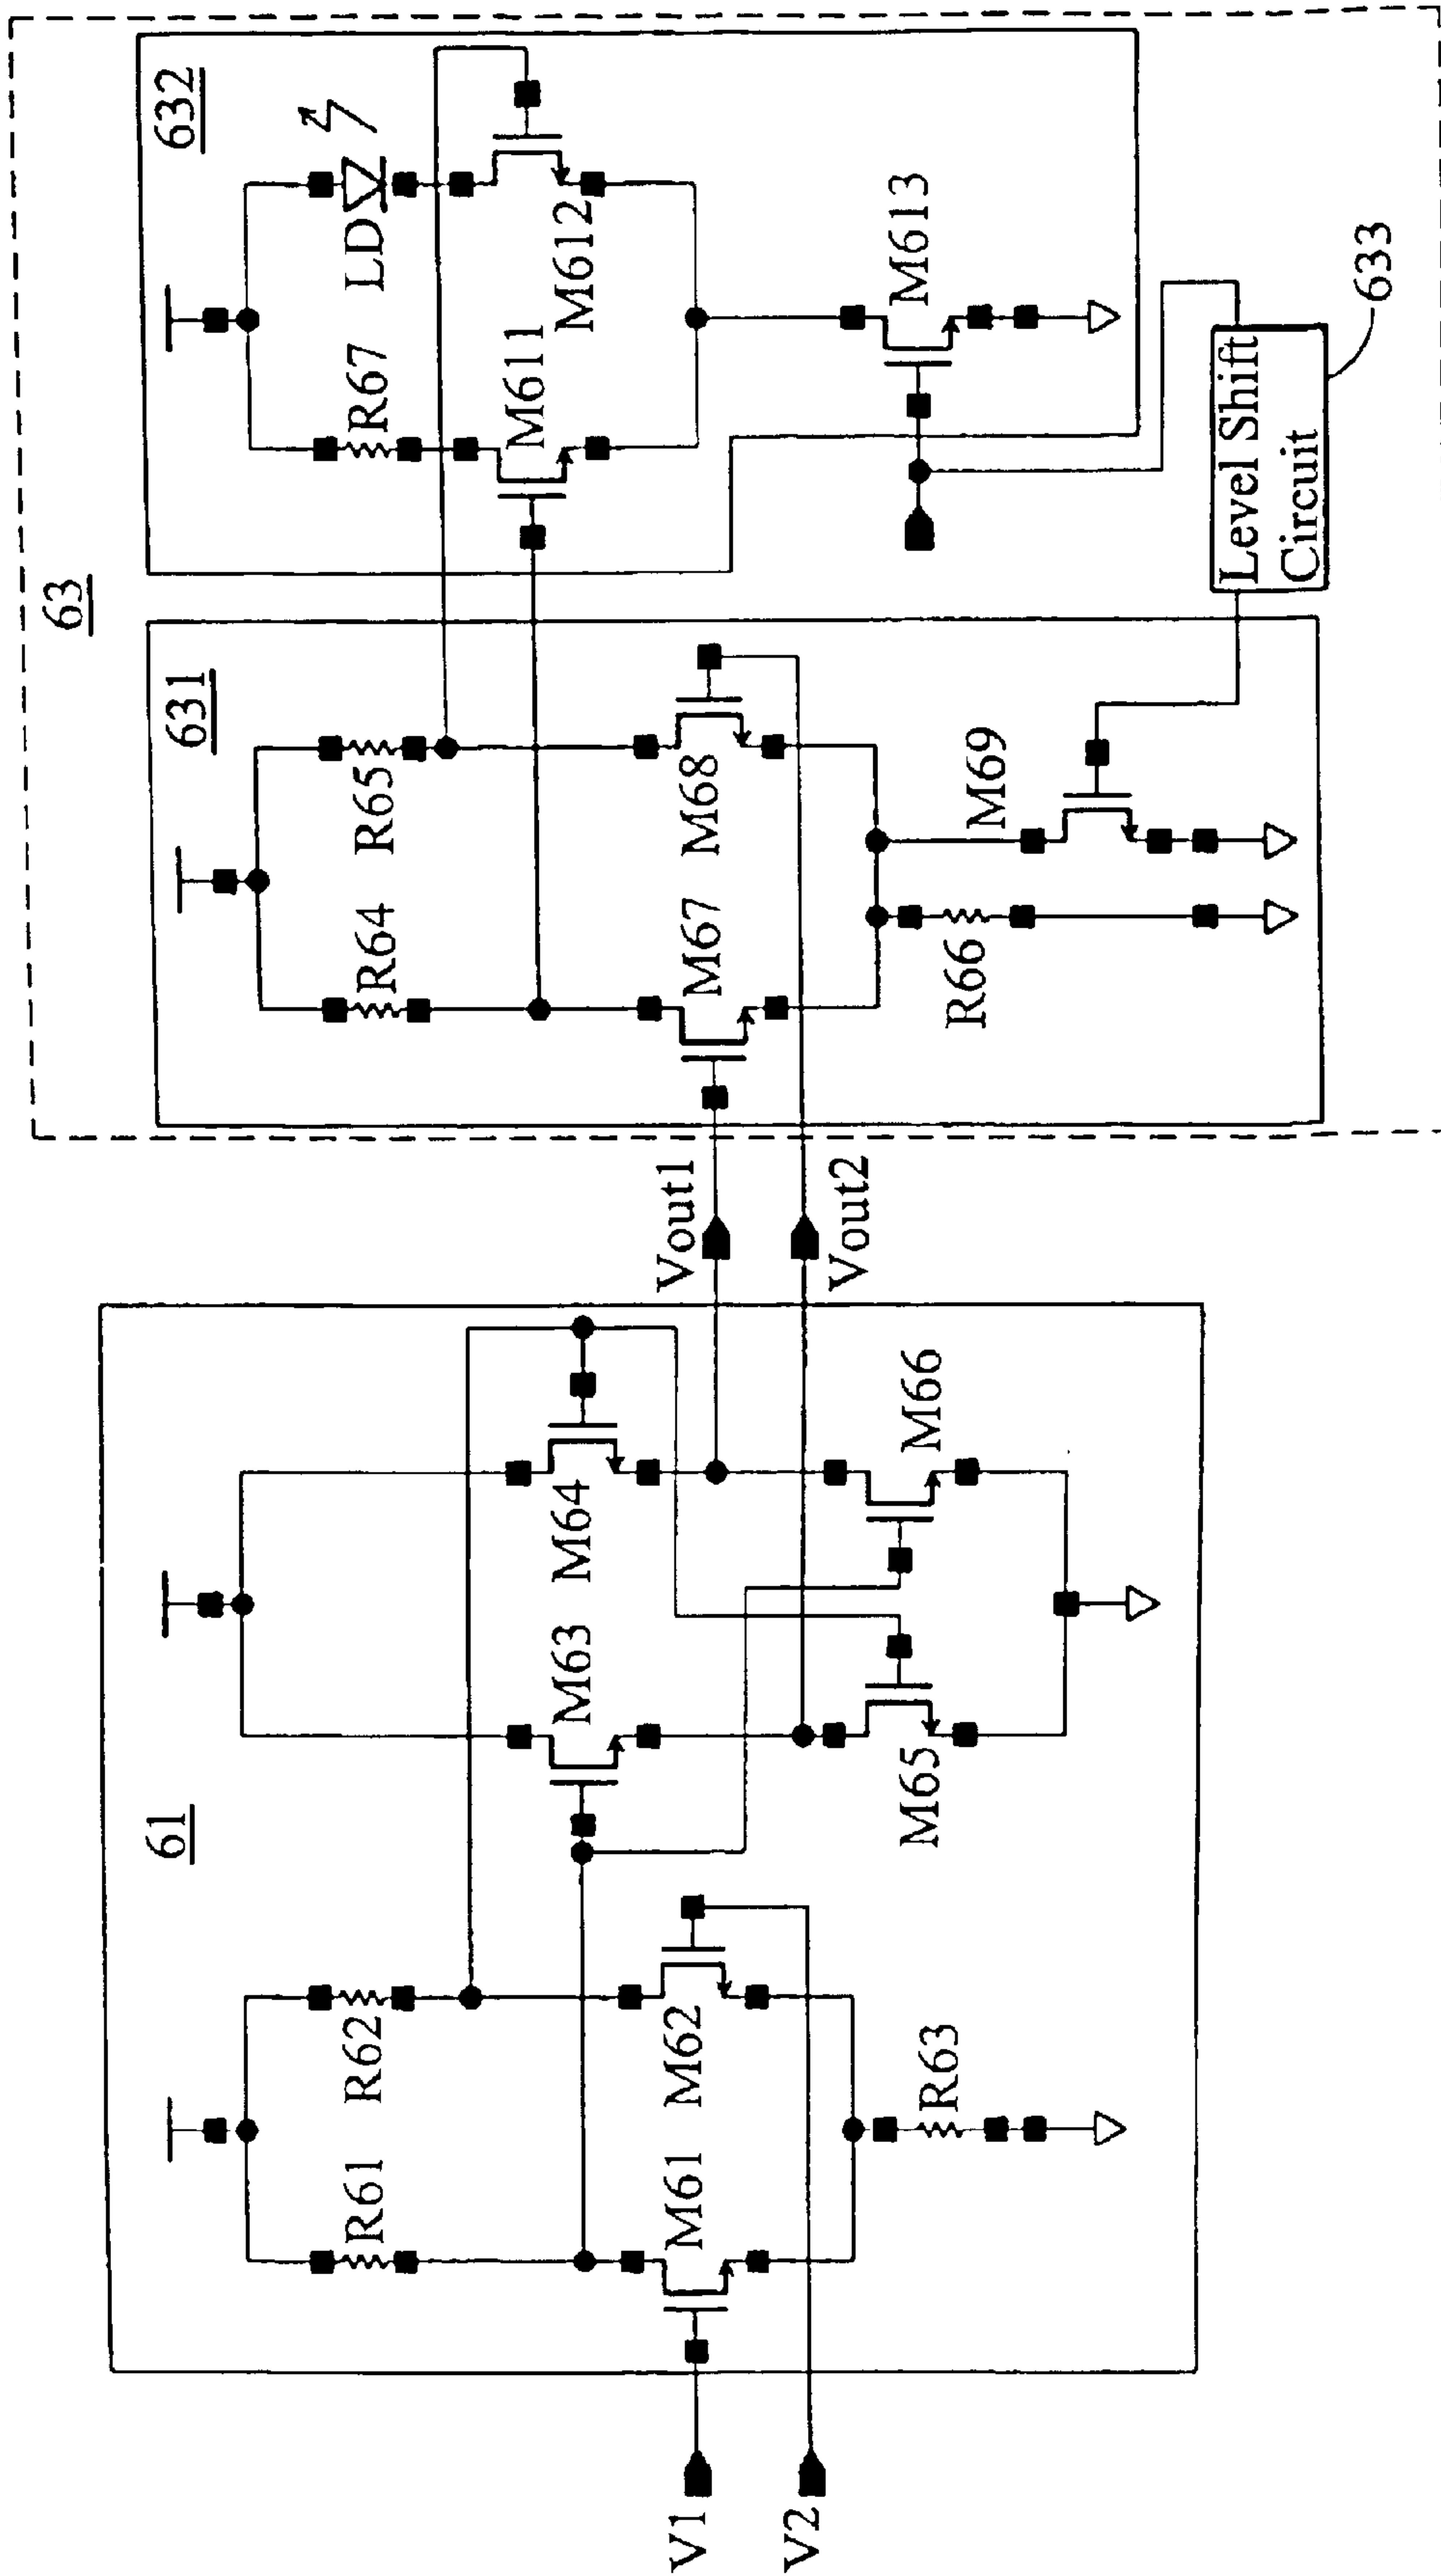 61
R61
R62
M61
M62
R63
V1
V2
M63
M64
M65
M66
Vout1
Vout2
63
631
R64
R65
M67
M68
R66
M69
632
R67
LD
M611
M612
M613
Level Shift
Circuit
633